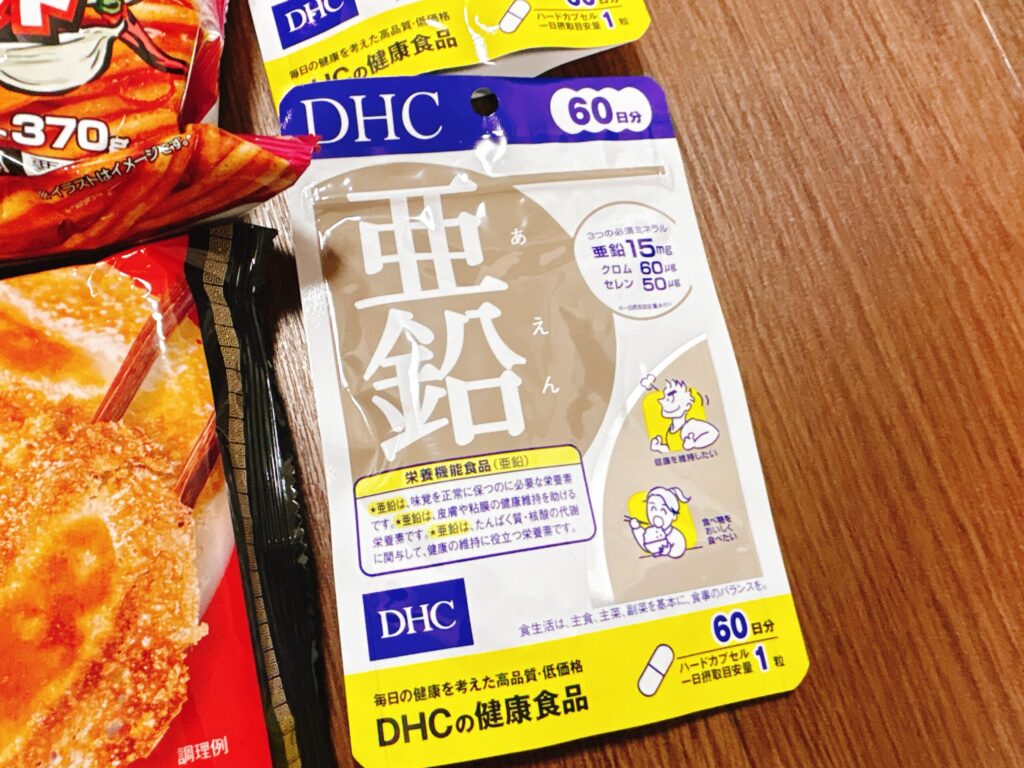 DHC
日分
ハードカプセル
一日摂取目安量 1 粒
毎日の健康を考えた高品質・低価格
DHCの健康食品
370g
※イラストはイメージです。
DHC
60日分
亜鉛
あえん
3つの必須ミネラル
亜鉛 15mg
クロム 60μg
セレン 50μg
栄養機能食品(亜鉛)
★亜鉛は、味覚を正常に保つのに必要な栄養素
です。★亜鉛は、皮膚や粘膜の健康維持を助ける
栄養素です。★亜鉛は、たんぱく質・核酸の代謝
に関与して、健康の維持に役立つ栄養素です。
健康を維持したい
食べ物を
おいしく
食べたい
DHC
食生活は、主食、主菜、副菜を基本に、食事のバランスを。
60日分
ハードカプセル
一日摂取目安量 1 粒
毎日の健康を考えた高品質・低価格
DHCの健康食品
調理例